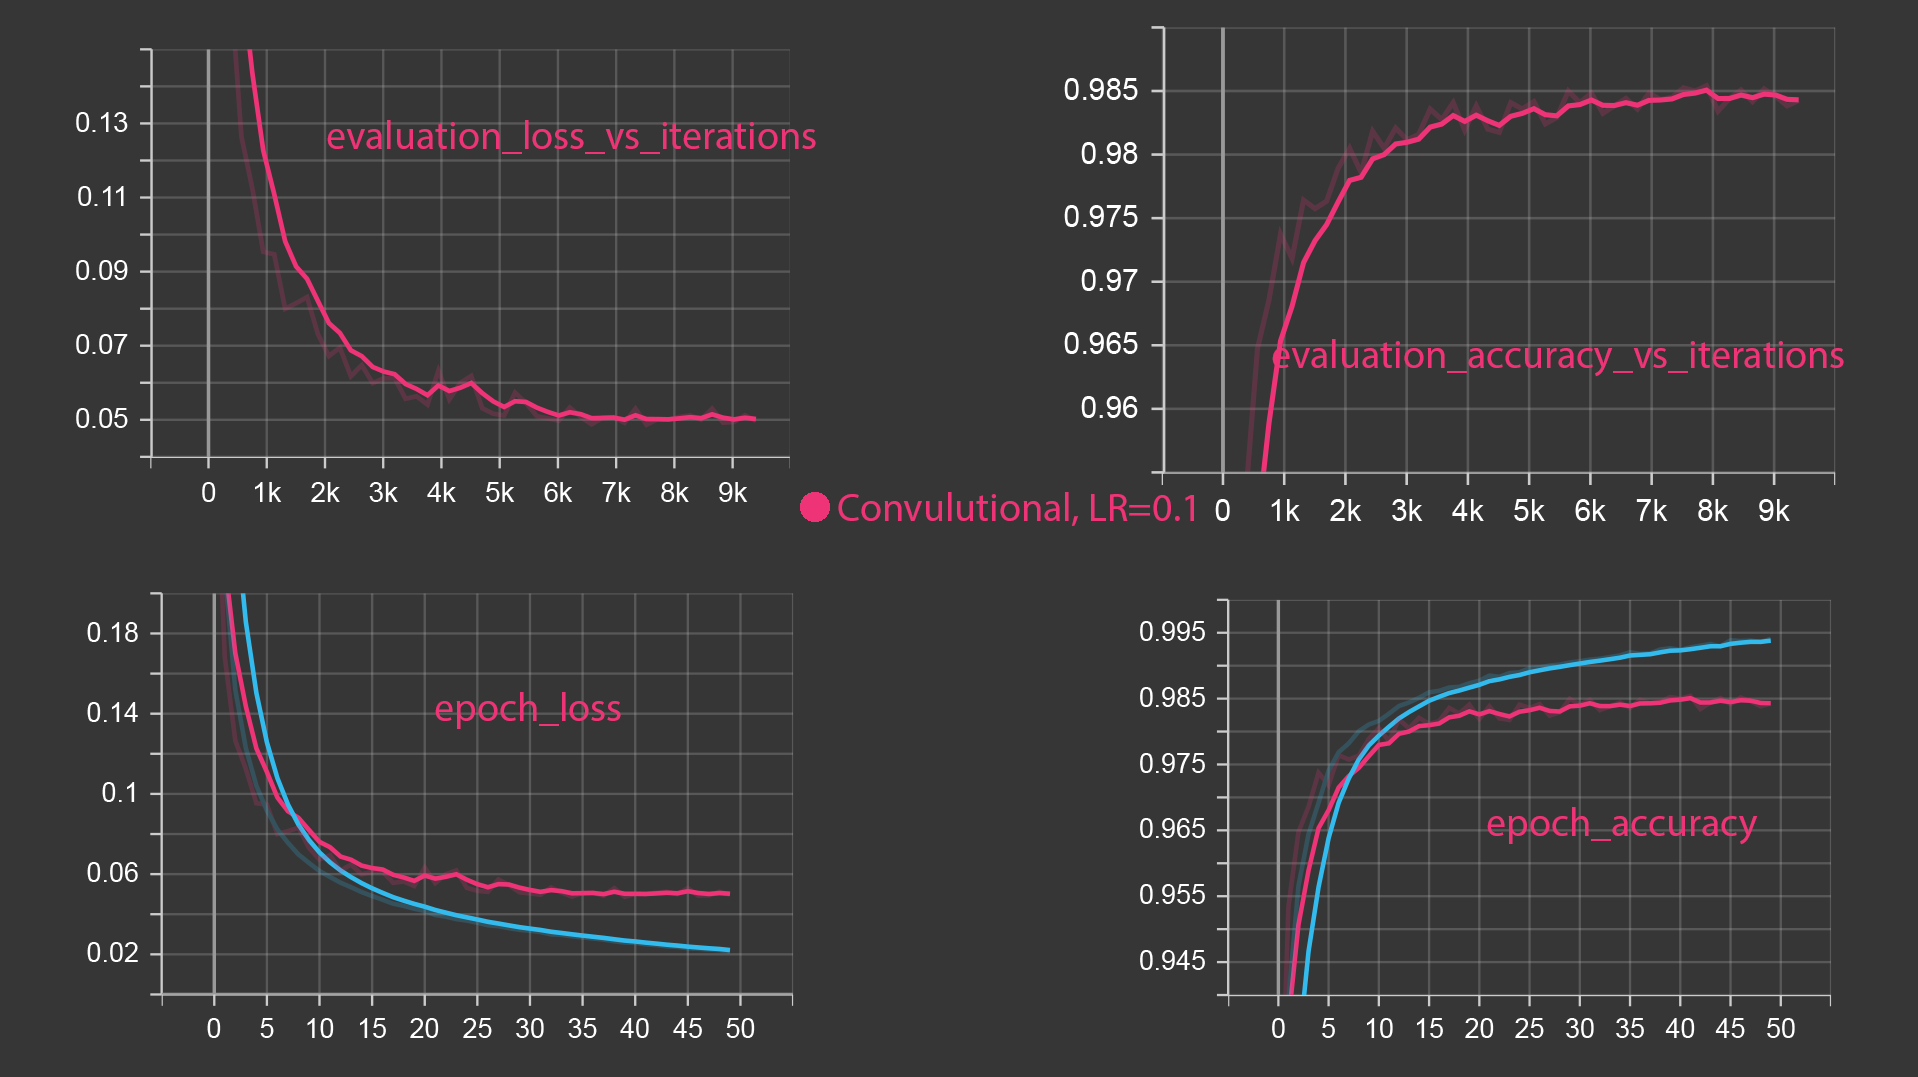 0.13
0.11
0.09
0.07
0.05
0 1k 2k 3k 4k 5k 6k 7k 8k 9k
evaluation_loss_vs_iterations
0.985
0.98
0.975
0.97
0.965
0.96
0 1k 2k 3k 4k 5k 6k 7k 8k 9k
evaluation_accuracy_vs_iterations
Convulutional, LR=0.1
0.18
0.14
0.1
0.06
0.02
0 5 10 15 20 25 30 35 40 45 50
epoch_loss
0.995
0.985
0.975
0.965
0.955
0.945
0 5 10 15 20 25 30 35 40 45 50
epoch_accuracy